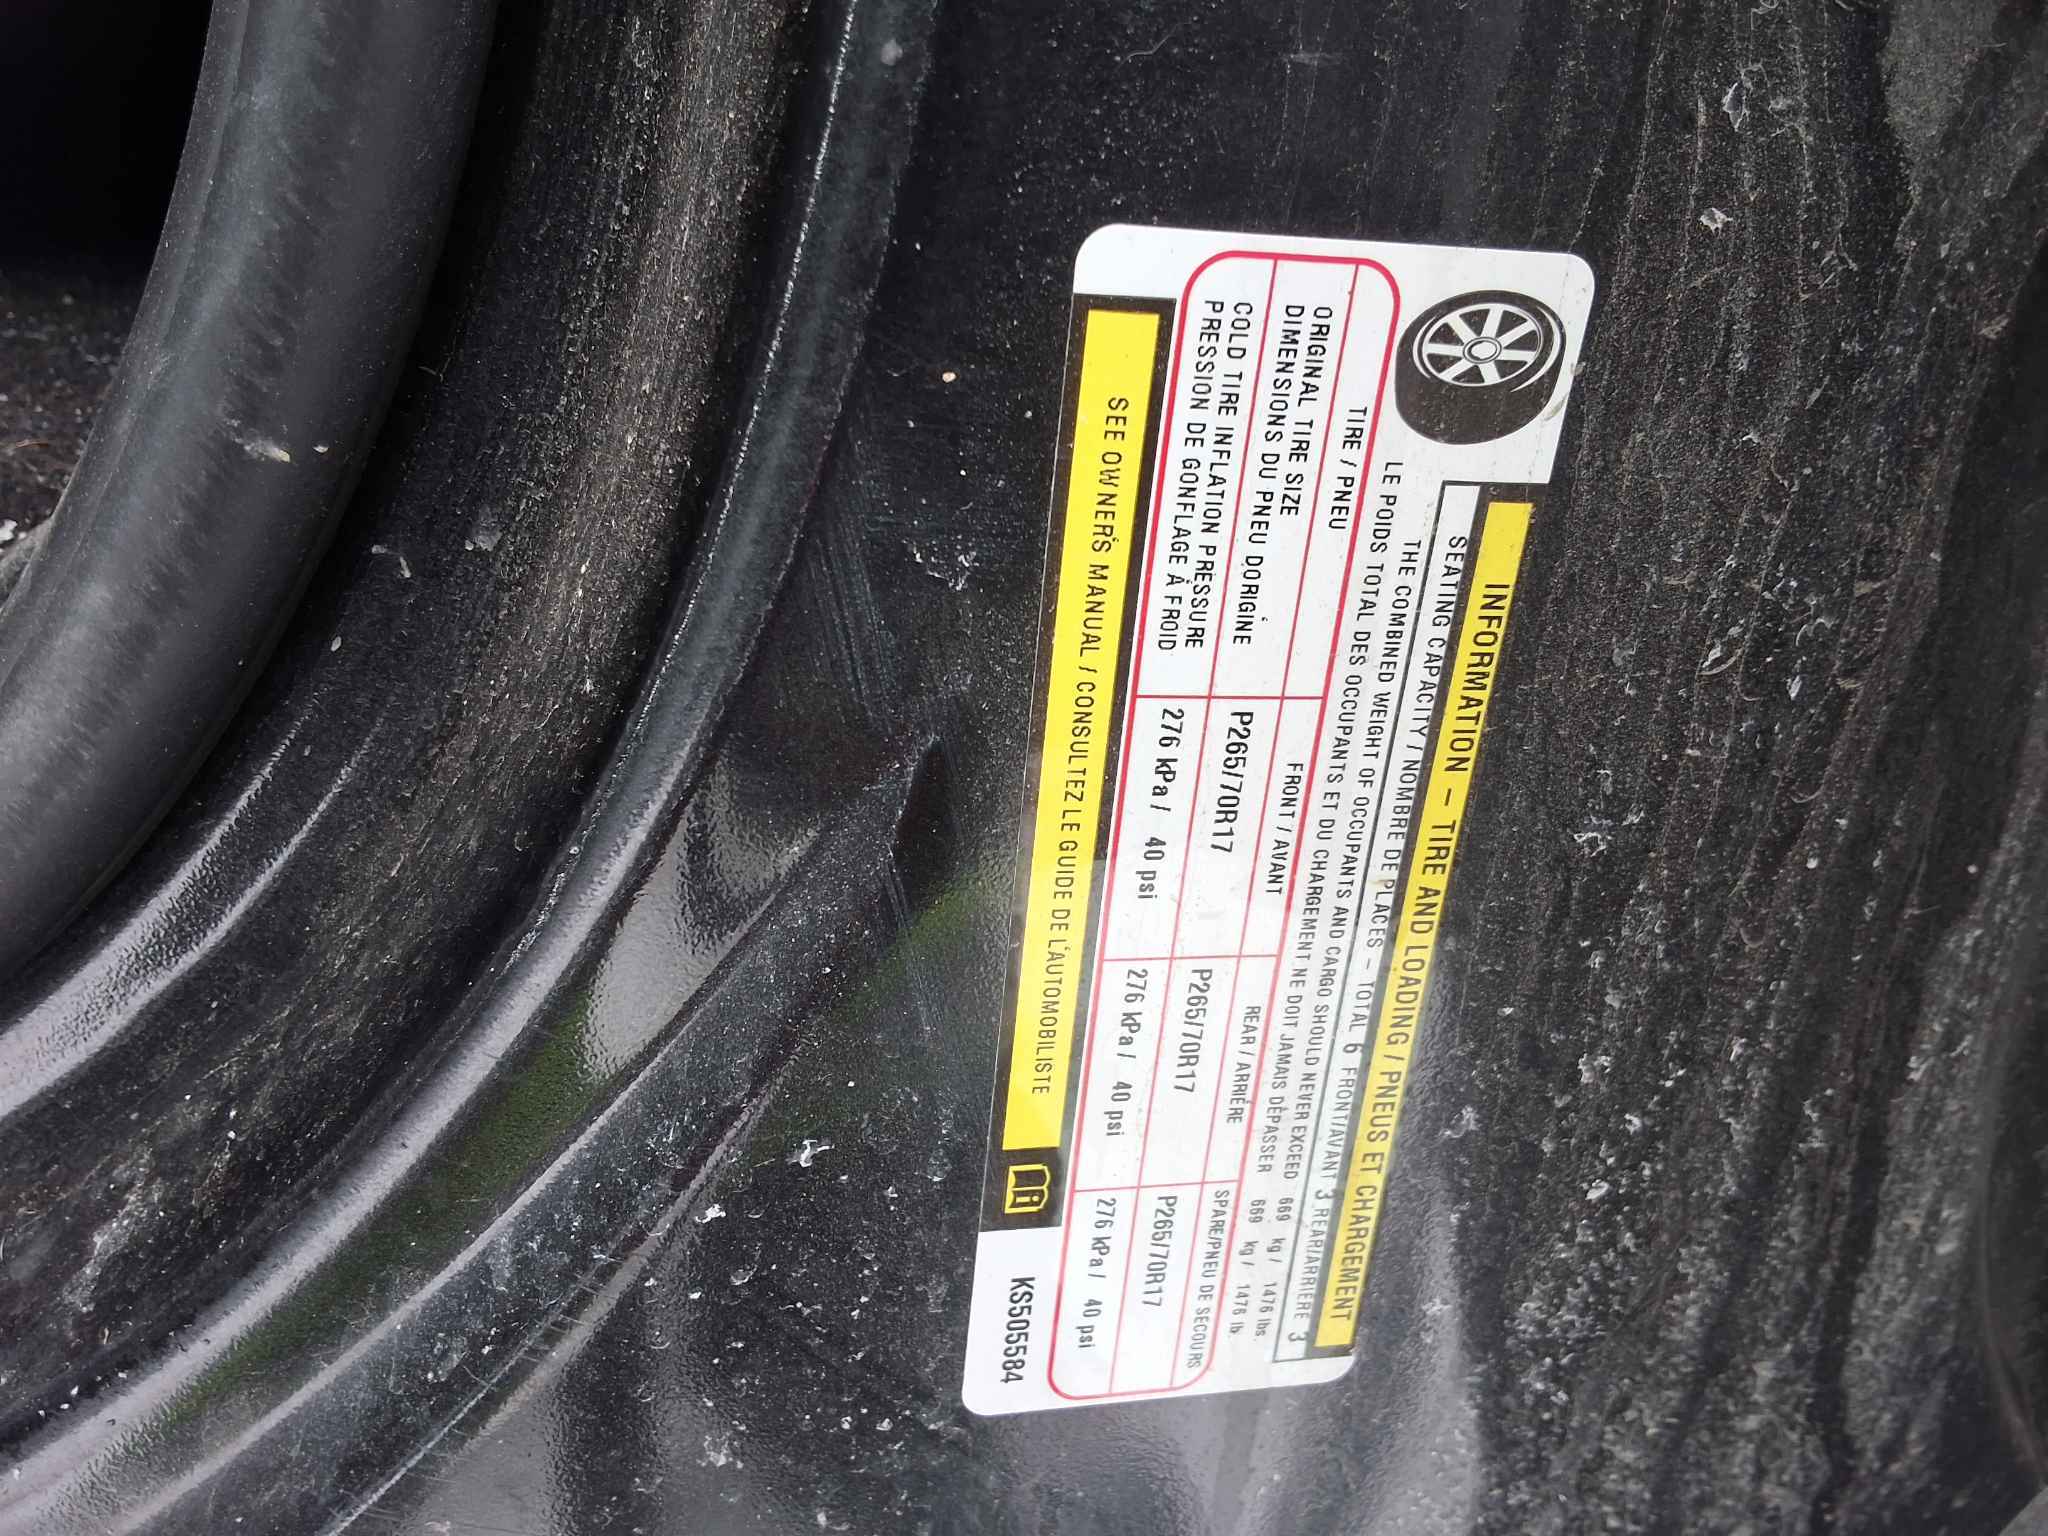 INFORMATION – TIRE AND LOADING / PNEUS ET CHARGEMENT
SEATING CAPACITY / NOMBRE DE PLACES – TOTAL 6 FRONT/AVANT 3 REAR/ARRIÈRE 3
THE COMBINED WEIGHT OF OCCUPANTS AND CARGO SHOULD NEVER EXCEED 669 kg / 1476 lbs.
LE POIDS TOTAL DES OCCUPANTS ET DU CHARGEMENT NE DOIT JAMAIS DÉPASSER 669 kg / 1476 lb.
TIRE / PNEU FRONT / AVANT REAR / ARRIÈRE SPARE/PNEU DE SECOURS
ORIGINAL TIRE SIZE
DIMENSIONS DU PNEU D'ORIGINE P265/70R17 P265/70R17 P265/70R17
COLD TIRE INFLATION PRESSURE
PRESSION DE GONFLAGE À FROID 276 kPa / 40 psi 276 kPa / 40 psi 276 kPa / 40 psi
SEE OWNER'S MANUAL / CONSULTEZ LE GUIDE DE L'AUTOMOBILISTE
KS505584